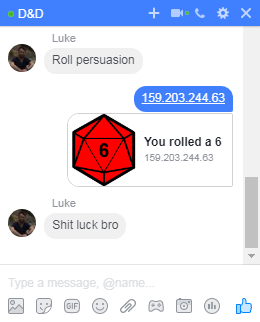 D&D
Luke
Roll persuasion
159.203.244.63
6
You rolled a 6
159.203.244.63
Luke
Shit luck bro
Type a message, @name...
GIF